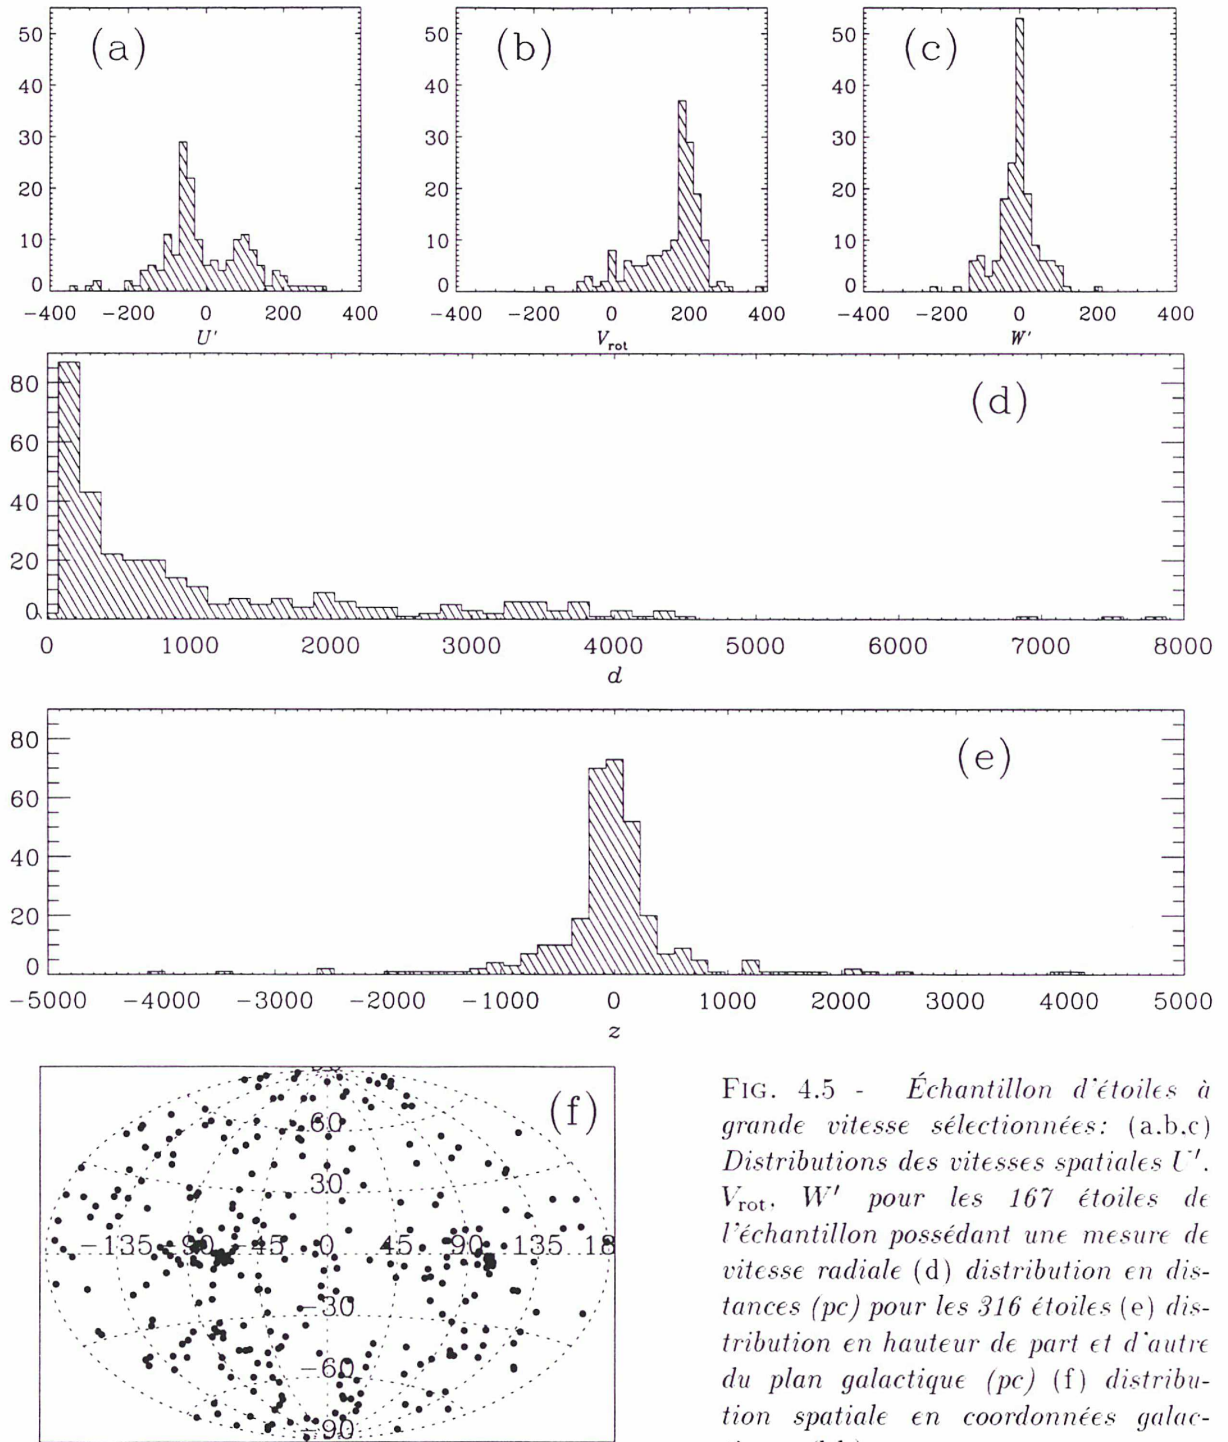 (a) (b) (c)
50 50 50
40 40 40
30 30 30
20 20 20
10 10 10
0 0 0
−400 −200 0 200 400 −400 −200 0 200 400 −400 −200 0 200 400
U′ V_rot W′
(d)
80
60
40
20
0
0 1000 2000 3000 4000 5000 6000 7000 8000
d
(e)
80
60
40
20
0
−5000 −4000 −3000 −2000 −1000 0 1000 2000 3000 4000 5000
z
(f)
60
30
−135 −90 −45 0 45 90 135 18
−30
−60
−90
FIG. 4.5 - Échantillon d'étoiles à
grande vitesse sélectionnées: (a.b.c)
Distributions des vitesses spatiales U′.
V_rot. W′ pour les 167 étoiles de
l'échantillon possédant une mesure de
vitesse radiale (d) distribution en dis-
tances (pc) pour les 316 étoiles (e) dis-
tribution en hauteur de part et d'autre
du plan galactique (pc) (f) distribu-
tion spatiale en coordonnées galac-